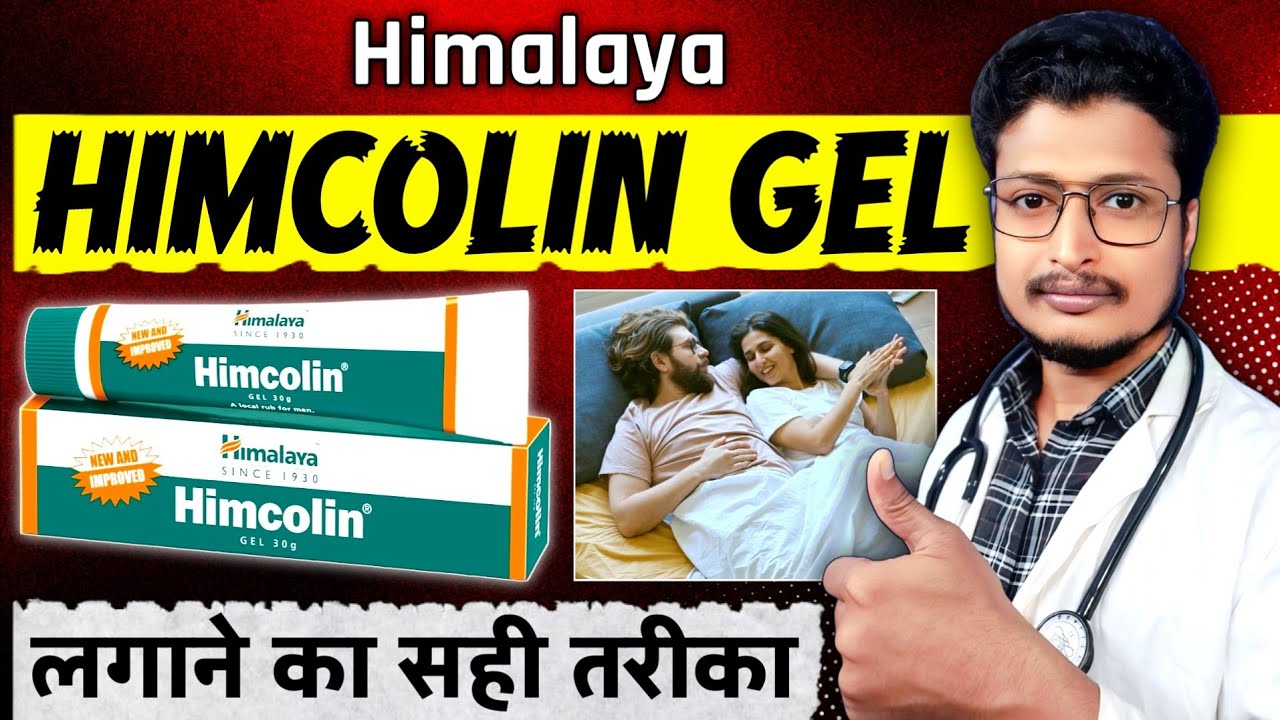 Himalaya
HIMCOLIN GEL
NEW AND
IMPROVED
Himalaya
SINCE 1930
Himcolin®
GEL 30g
A local rub for men.
NEW AND
IMPROVED
Himalaya
SINCE 1930
Himcolin®
GEL 30g
Himcolin
लगाने का सही तरीका